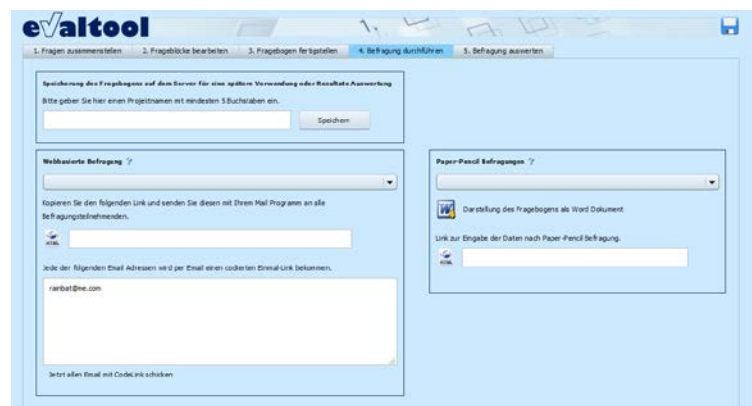 e√altool
1. Fragen zusammenstellen 2. Frageblöcke bearbeiten 3. Fragebogen fertigstellen 4. Befragung durchführen 5. Befragung auswerten
Speicherung des Fragebogens auf dem Server für eine spätere Verwendung oder Resultate Auswertung
Bitte geben Sie hier einen Projektnamen mit mindesten 5 Buchstaben ein.
Speichern
Webbasierte Befragung ?
Kopieren Sie den folgenden Link und senden Sie diesen mit Ihrem Mail Programm an alle
Befragungsteilnehmenden.
HTML
Jede der folgenden Email Adressen wird per Email einen codierten Einmal-Link bekommen.
rainbat@me.com
Jetzt allen Email mit CodeLink schicken
Paper-Pencil Befragungen ?
Darstellung des Fragebogens als Word Dokument
Link zur Eingabe der Daten nach Paper-Pencil Befragung.
HTML